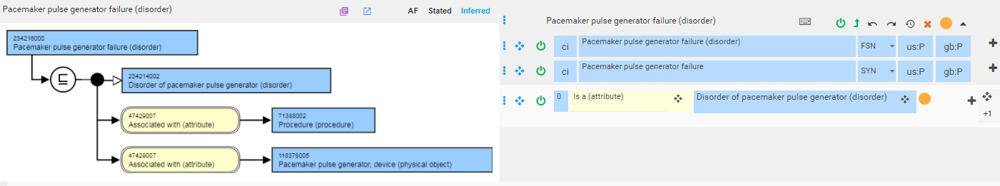 Pacemaker pulse generator failure (disorder)
AF Stated Inferred
234216000
Pacemaker pulse generator failure (disorder)
⊑
234214002
Disorder of pacemaker pulse generator (disorder)
47429007
Associated with (attribute)
71388002
Procedure (procedure)
47429007
Associated with (attribute)
118378005
Pacemaker pulse generator, device (physical object)
Pacemaker pulse generator failure (disorder)
ci Pacemaker pulse generator failure (disorder) FSN us:P gb:P
ci Pacemaker pulse generator failure SYN us:P gb:P
0 Is a (attribute) Disorder of pacemaker pulse generator (disorder)
+1